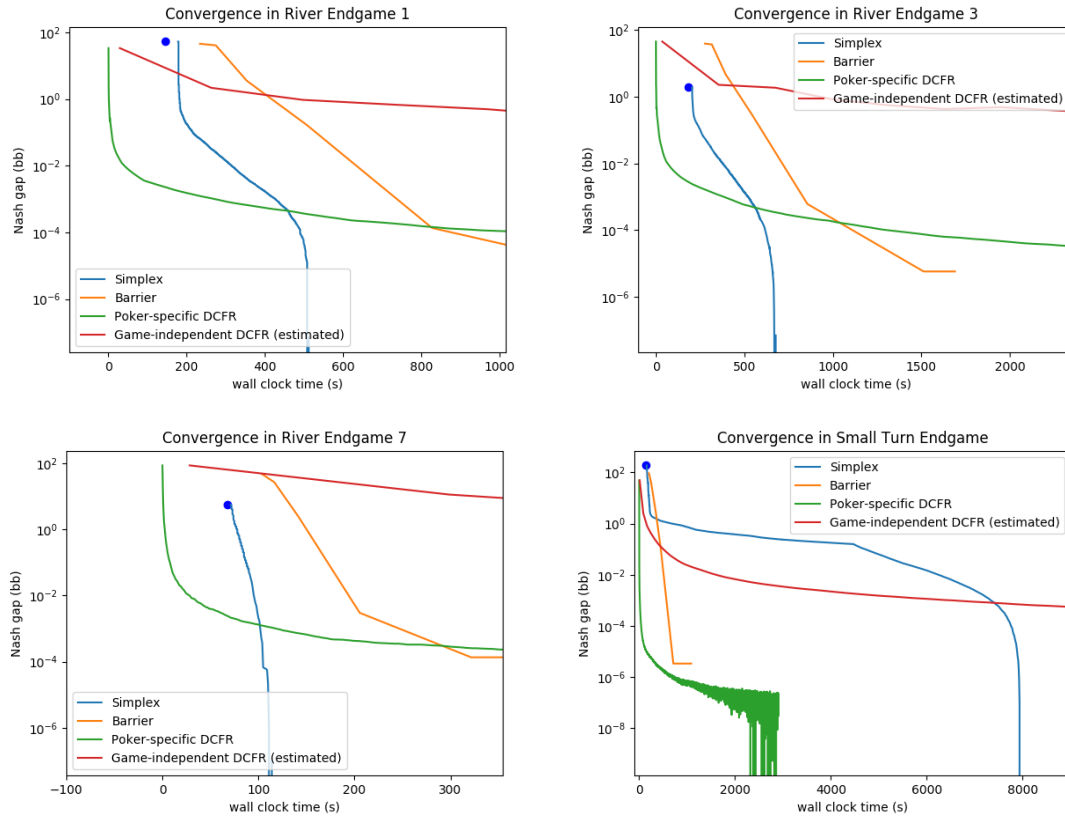 Convergence in River Endgame 1
Nash gap (bb)
10^2
10^0
10^-2
10^-4
10^-6
Simplex
Barrier
Poker-specific DCFR
Game-independent DCFR (estimated)
0 200 400 600 800 1000
wall clock time (s)
Convergence in River Endgame 3
Nash gap (bb)
10^2
10^0
10^-2
10^-4
10^-6
Simplex
Barrier
Poker-specific DCFR
Game-independent DCFR (estimated)
0 500 1000 1500 2000
wall clock time (s)
Convergence in River Endgame 7
Nash gap (bb)
10^2
10^0
10^-2
10^-4
10^-6
Simplex
Barrier
Poker-specific DCFR
Game-independent DCFR (estimated)
−100 0 100 200 300
wall clock time (s)
Convergence in Small Turn Endgame
Nash gap (bb)
10^2
10^0
10^-2
10^-4
10^-6
10^-8
Simplex
Barrier
Poker-specific DCFR
Game-independent DCFR (estimated)
0 2000 4000 6000 8000
wall clock time (s)